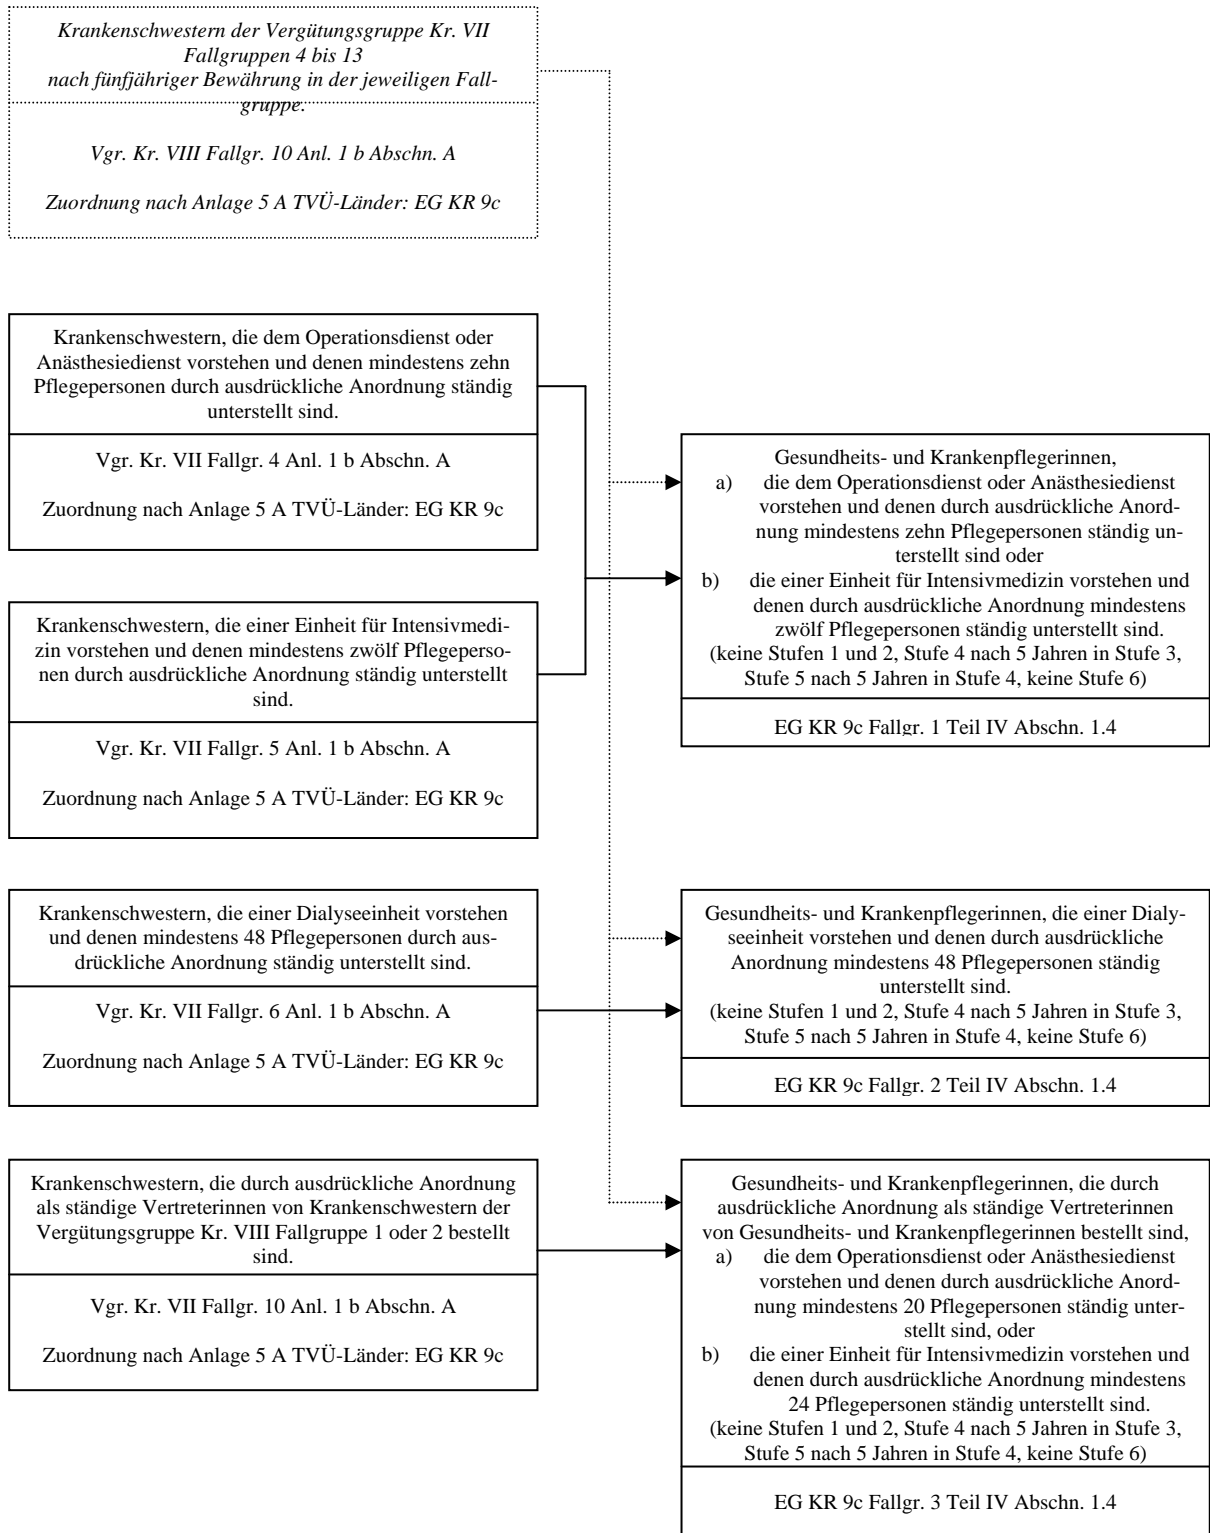 Krankenschwestern der Vergütungsgruppe Kr. VII
Fallgruppen 4 bis 13
nach fünfjähriger Bewährung in der jeweiligen Fall-
gruppe.
Vgr. Kr. VIII Fallgr. 10 Anl. 1 b Abschn. A
Zuordnung nach Anlage 5 A TVÜ-Länder: EG KR 9c
Krankenschwestern, die dem Operationsdienst oder
Anästhesiedienst vorstehen und denen mindestens zehn
Pflegepersonen durch ausdrückliche Anordnung ständig
unterstellt sind.
Vgr. Kr. VII Fallgr. 4 Anl. 1 b Abschn. A
Zuordnung nach Anlage 5 A TVÜ-Länder: EG KR 9c
Krankenschwestern, die einer Einheit für Intensivmedi-
zin vorstehen und denen mindestens zwölf Pflegeperso-
nen durch ausdrückliche Anordnung ständig unterstellt
sind.
Vgr. Kr. VII Fallgr. 5 Anl. 1 b Abschn. A
Zuordnung nach Anlage 5 A TVÜ-Länder: EG KR 9c
Gesundheits- und Krankenpflegerinnen,
a) die dem Operationsdienst oder Anästhesiedienst
vorstehen und denen durch ausdrückliche Anord-
nung mindestens zehn Pflegepersonen ständig un-
terstellt sind oder
b) die einer Einheit für Intensivmedizin vorstehen und
denen durch ausdrückliche Anordnung mindestens
zwölf Pflegepersonen ständig unterstellt sind.
(keine Stufen 1 und 2, Stufe 4 nach 5 Jahren in Stufe 3,
Stufe 5 nach 5 Jahren in Stufe 4, keine Stufe 6)
EG KR 9c Fallgr. 1 Teil IV Abschn. 1.4
Krankenschwestern, die einer Dialyseeinheit vorstehen
und denen mindestens 48 Pflegepersonen durch aus-
drückliche Anordnung ständig unterstellt sind.
Vgr. Kr. VII Fallgr. 6 Anl. 1 b Abschn. A
Zuordnung nach Anlage 5 A TVÜ-Länder: EG KR 9c
Gesundheits- und Krankenpflegerinnen, die einer Dialy-
seeinheit vorstehen und denen durch ausdrückliche
Anordnung mindestens 48 Pflegepersonen ständig
unterstellt sind.
(keine Stufen 1 und 2, Stufe 4 nach 5 Jahren in Stufe 3,
Stufe 5 nach 5 Jahren in Stufe 4, keine Stufe 6)
EG KR 9c Fallgr. 2 Teil IV Abschn. 1.4
Krankenschwestern, die durch ausdrückliche Anordnung
als ständige Vertreterinnen von Krankenschwestern der
Vergütungsgruppe Kr. VIII Fallgruppe 1 oder 2 bestellt
sind.
Vgr. Kr. VII Fallgr. 10 Anl. 1 b Abschn. A
Zuordnung nach Anlage 5 A TVÜ-Länder: EG KR 9c
Gesundheits- und Krankenpflegerinnen, die durch
ausdrückliche Anordnung als ständige Vertreterinnen
von Gesundheits- und Krankenpflegerinnen bestellt sind,
a) die dem Operationsdienst oder Anästhesiedienst
vorstehen und denen durch ausdrückliche Anord-
nung mindestens 20 Pflegepersonen ständig unter-
stellt sind, oder
b) die einer Einheit für Intensivmedizin vorstehen und
denen durch ausdrückliche Anordnung mindestens
24 Pflegepersonen ständig unterstellt sind.
(keine Stufen 1 und 2, Stufe 4 nach 5 Jahren in Stufe 3,
Stufe 5 nach 5 Jahren in Stufe 4, keine Stufe 6)
EG KR 9c Fallgr. 3 Teil IV Abschn. 1.4